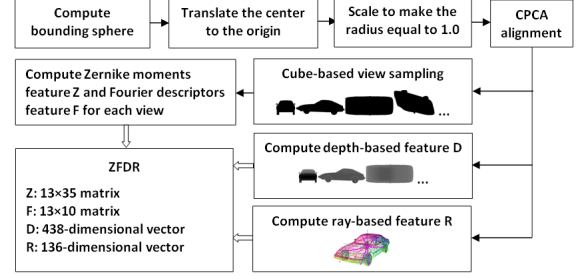 Compute
bounding sphere
Translate the center
to the origin
Scale to make the
radius equal to 1.0
CPCA
alignment
Compute Zernike moments
feature Z and Fourier descriptors
feature F for each view
Cube-based view sampling
...
Compute depth-based feature D
...
ZFDR
Z: 13×35 matrix
F: 13×10 matrix
D: 438-dimensional vector
R: 136-dimensional vector
Compute ray-based feature R